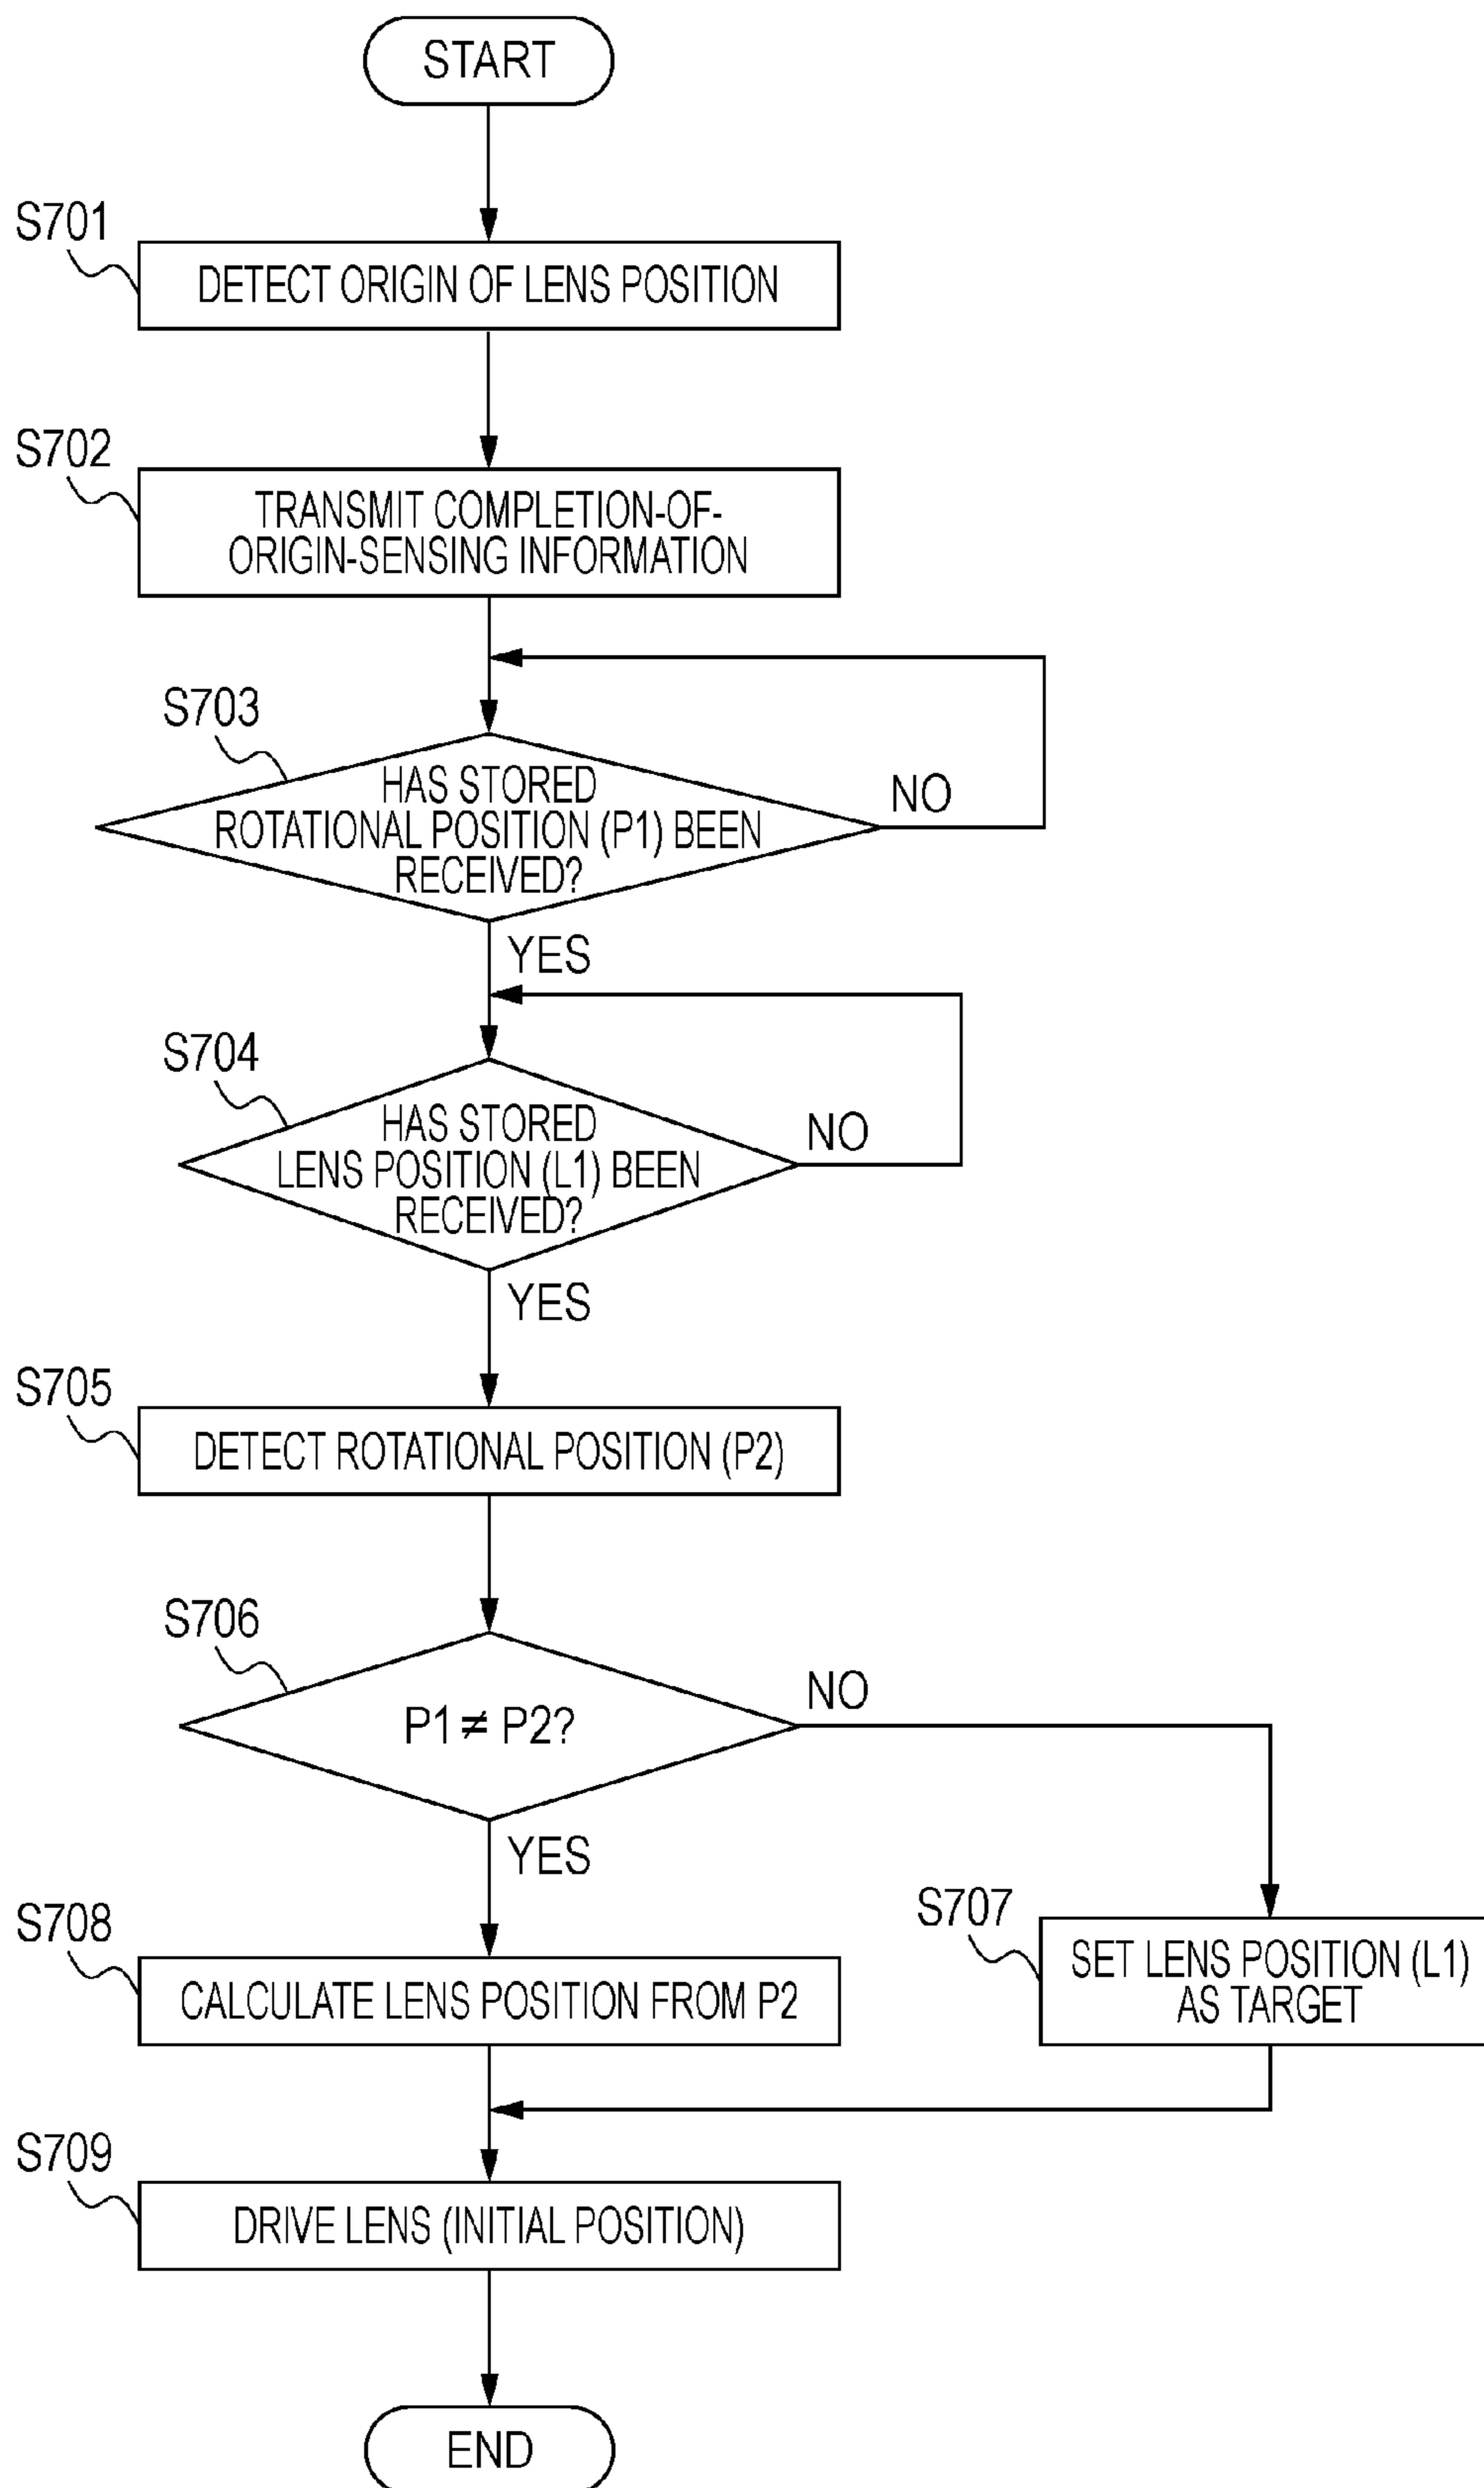 START
S701
DETECT ORIGIN OF LENS POSITION
S702
TRANSMIT COMPLETION-OF-
ORIGIN-SENSING INFORMATION
S703
HAS STORED
ROTATIONAL POSITION (P1) BEEN
RECEIVED?
NO
YES
S704
HAS STORED
LENS POSITION (L1) BEEN
RECEIVED?
NO
YES
S705
DETECT ROTATIONAL POSITION (P2)
S706
P1 ≠ P2?
NO
YES
S708
CALCULATE LENS POSITION FROM P2
S707
SET LENS POSITION (L1)
AS TARGET
S709
DRIVE LENS (INITIAL POSITION)
END